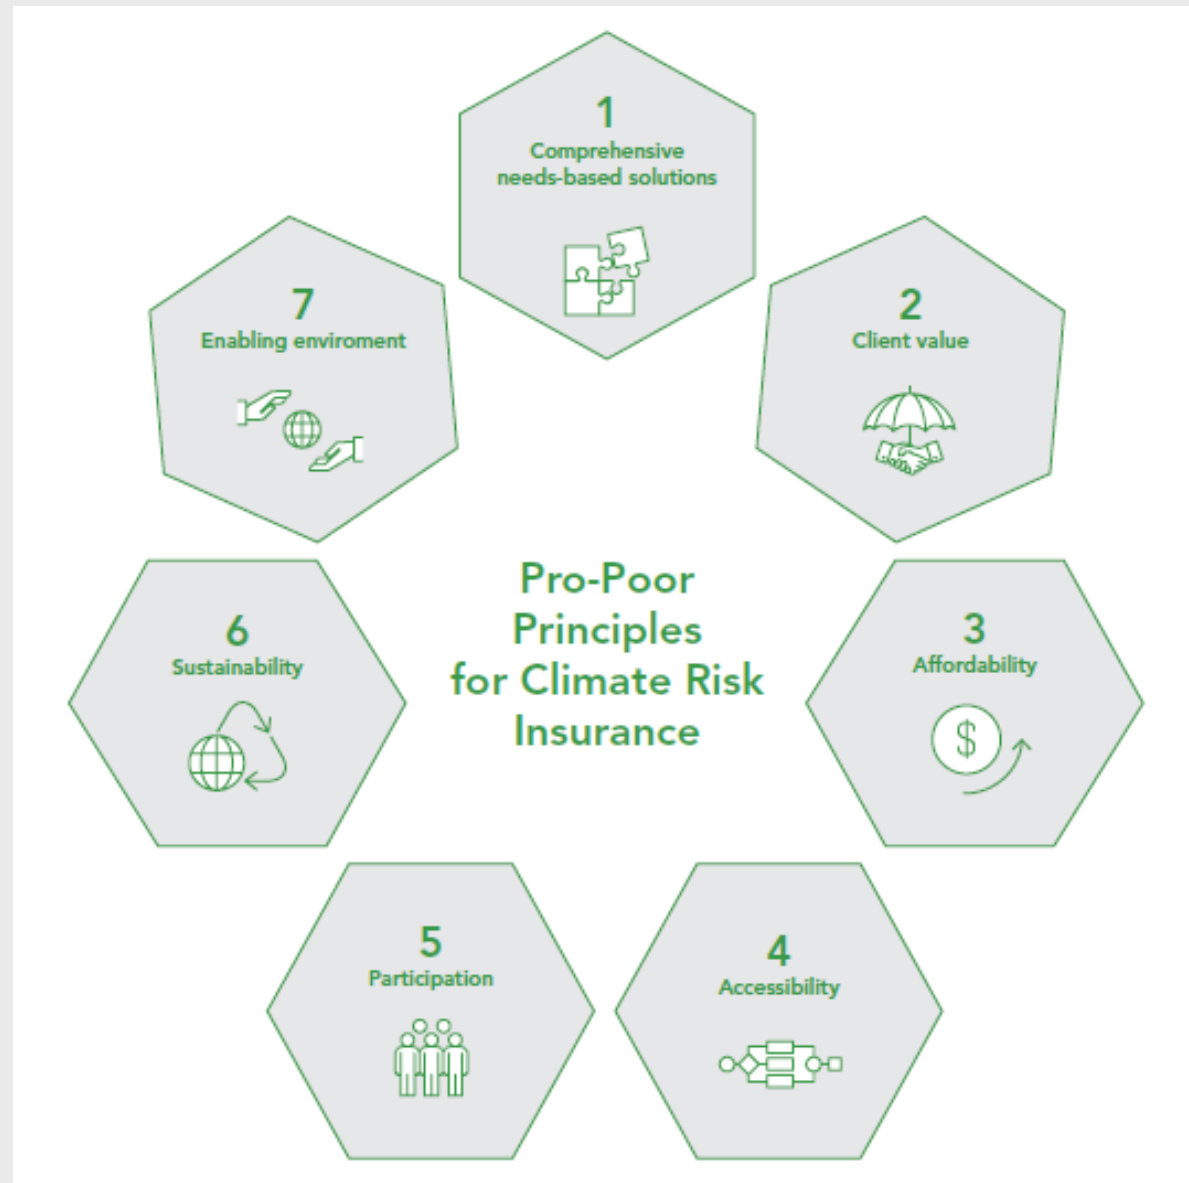 1
Comprehensive
needs-based solutions
2
Client value
3
Affordability
$
4
Accessibility
5
Participation
6
Sustainability
7
Enabling enviroment
Pro-Poor
Principles
for Climate Risk
Insurance